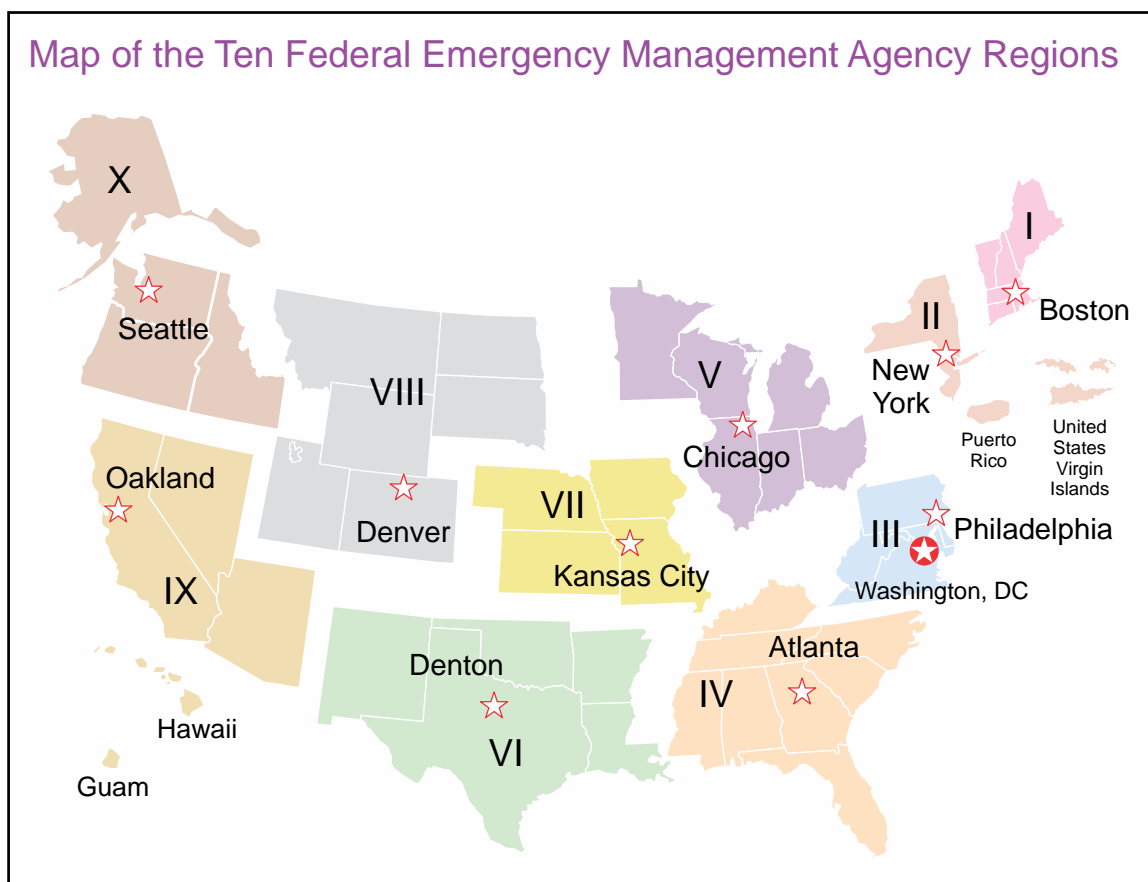 Map of the Ten Federal Emergency Management Agency Regions
X
I
Seattle
II
Boston
VIII
V
New
York
Puerto
Rico
United
States
Virgin
Islands
Chicago
Oakland
Denver
VII
Kansas City
III
Philadelphia
Washington, DC
IX
Denton
Atlanta
IV
VI
Hawaii
Guam